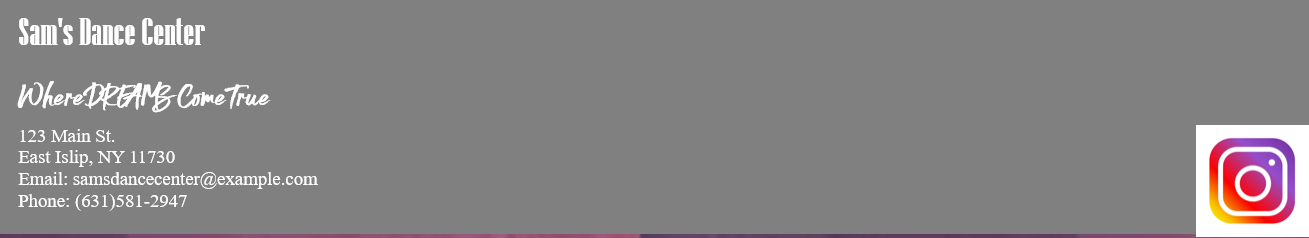 Sam's Dance Center
Where DREAMS Come True
123 Main St.
East Islip, NY 11730
Email: samsdancecenter@example.com
Phone: (631)581-2947